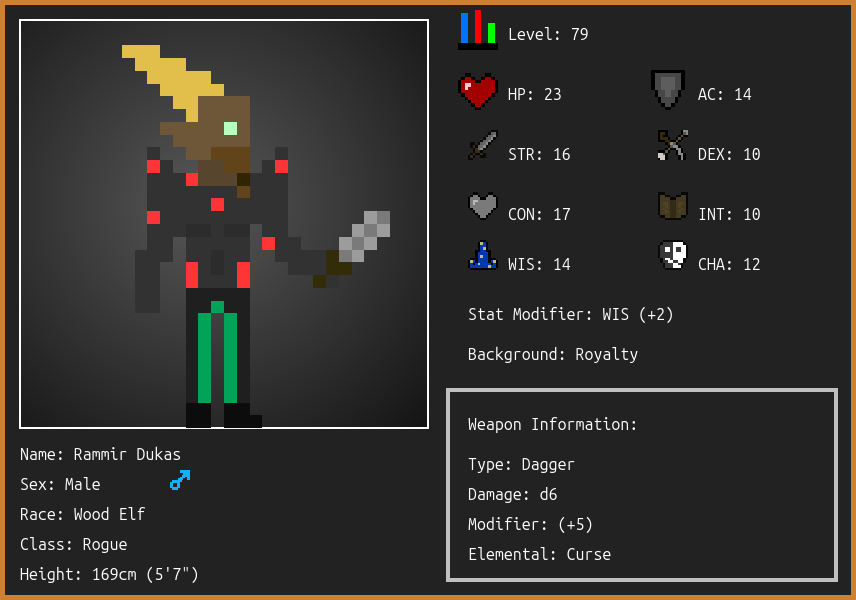 Level: 79
HP: 23
AC: 14
STR: 16
DEX: 10
CON: 17
INT: 10
WIS: 14
CHA: 12
Stat Modifier: WIS (+2)
Background: Royalty
Weapon Information:
Type: Dagger
Damage: d6
Modifier: (+5)
Elemental: Curse
Name: Rammir Dukas
Sex: Male
Race: Wood Elf
Class: Rogue
Height: 169cm (5'7")